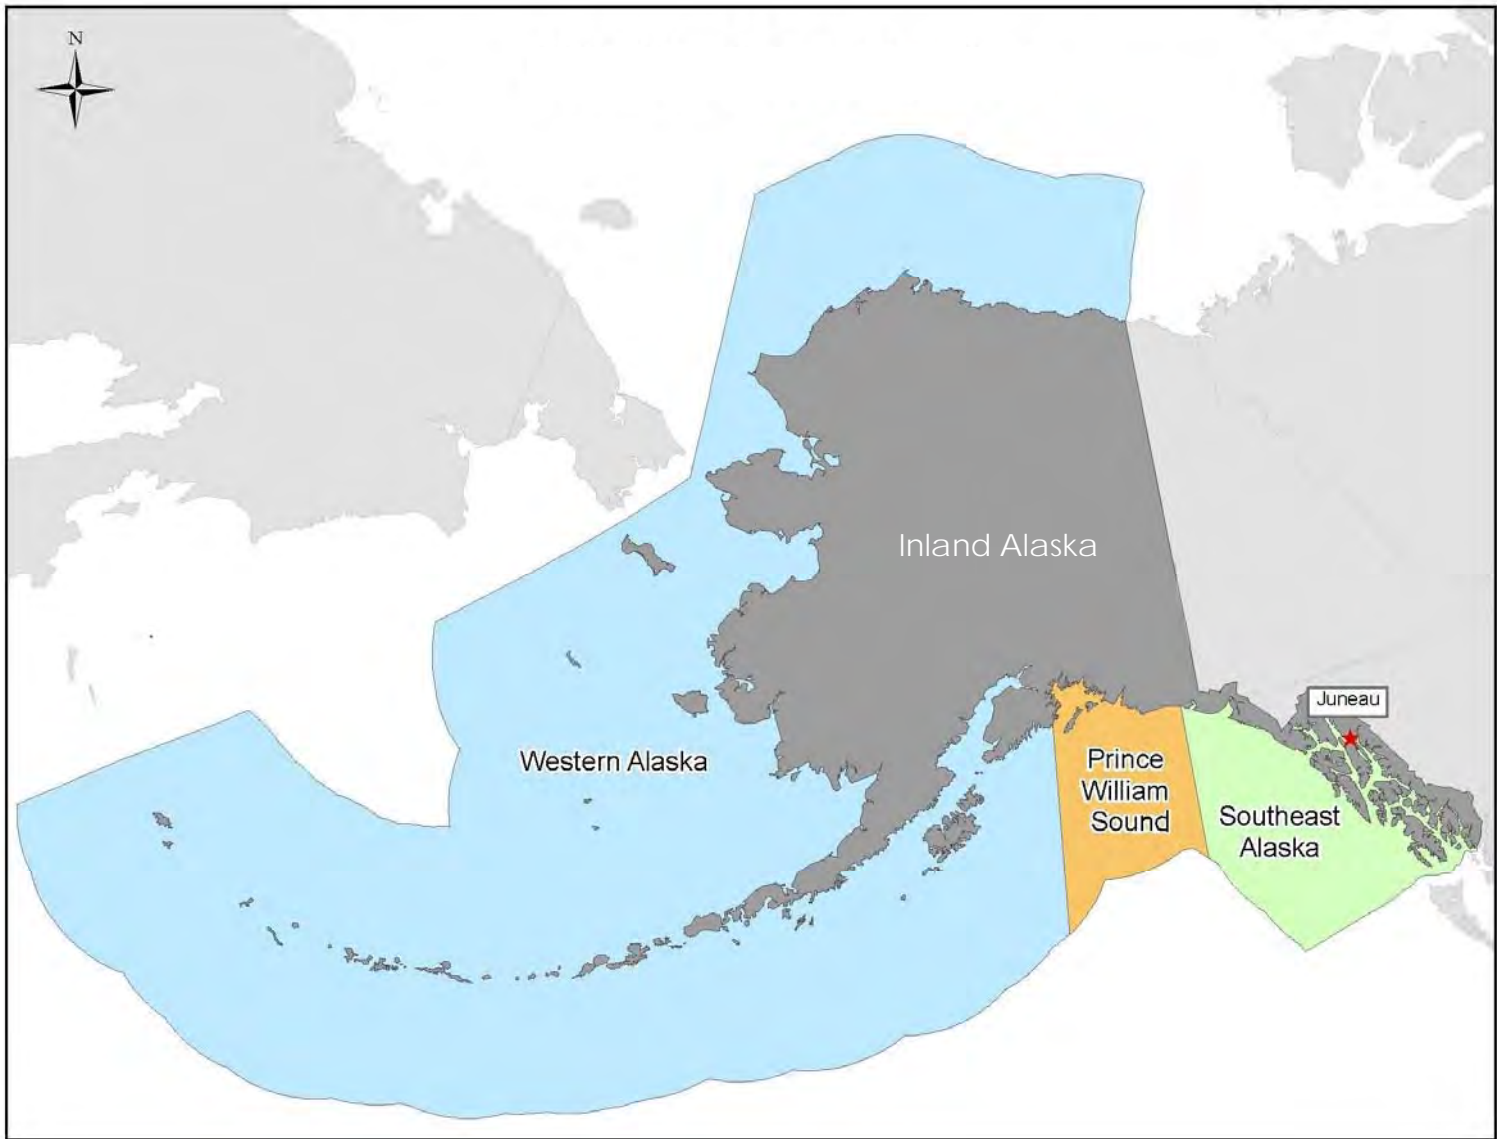 N
Inland Alaska
Juneau
Western Alaska
Prince
William
Sound
Southeast
Alaska